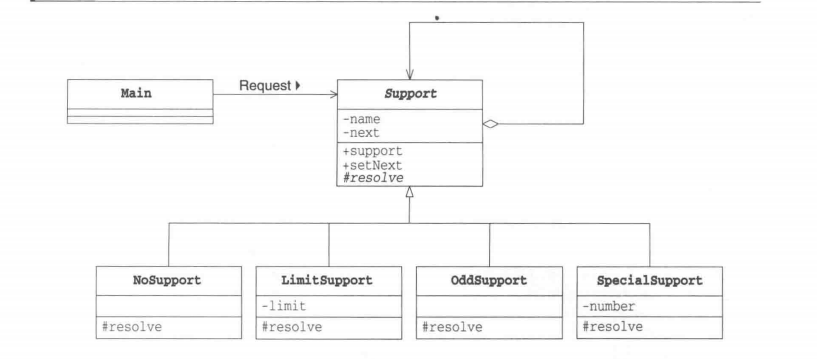 Main
Request
Support
-name
-next
+support
+setNext
#resolve
NoSupport
#resolve
LimitSupport
-limit
#resolve
OddSupport
#resolve
SpecialSupport
-number
#resolve